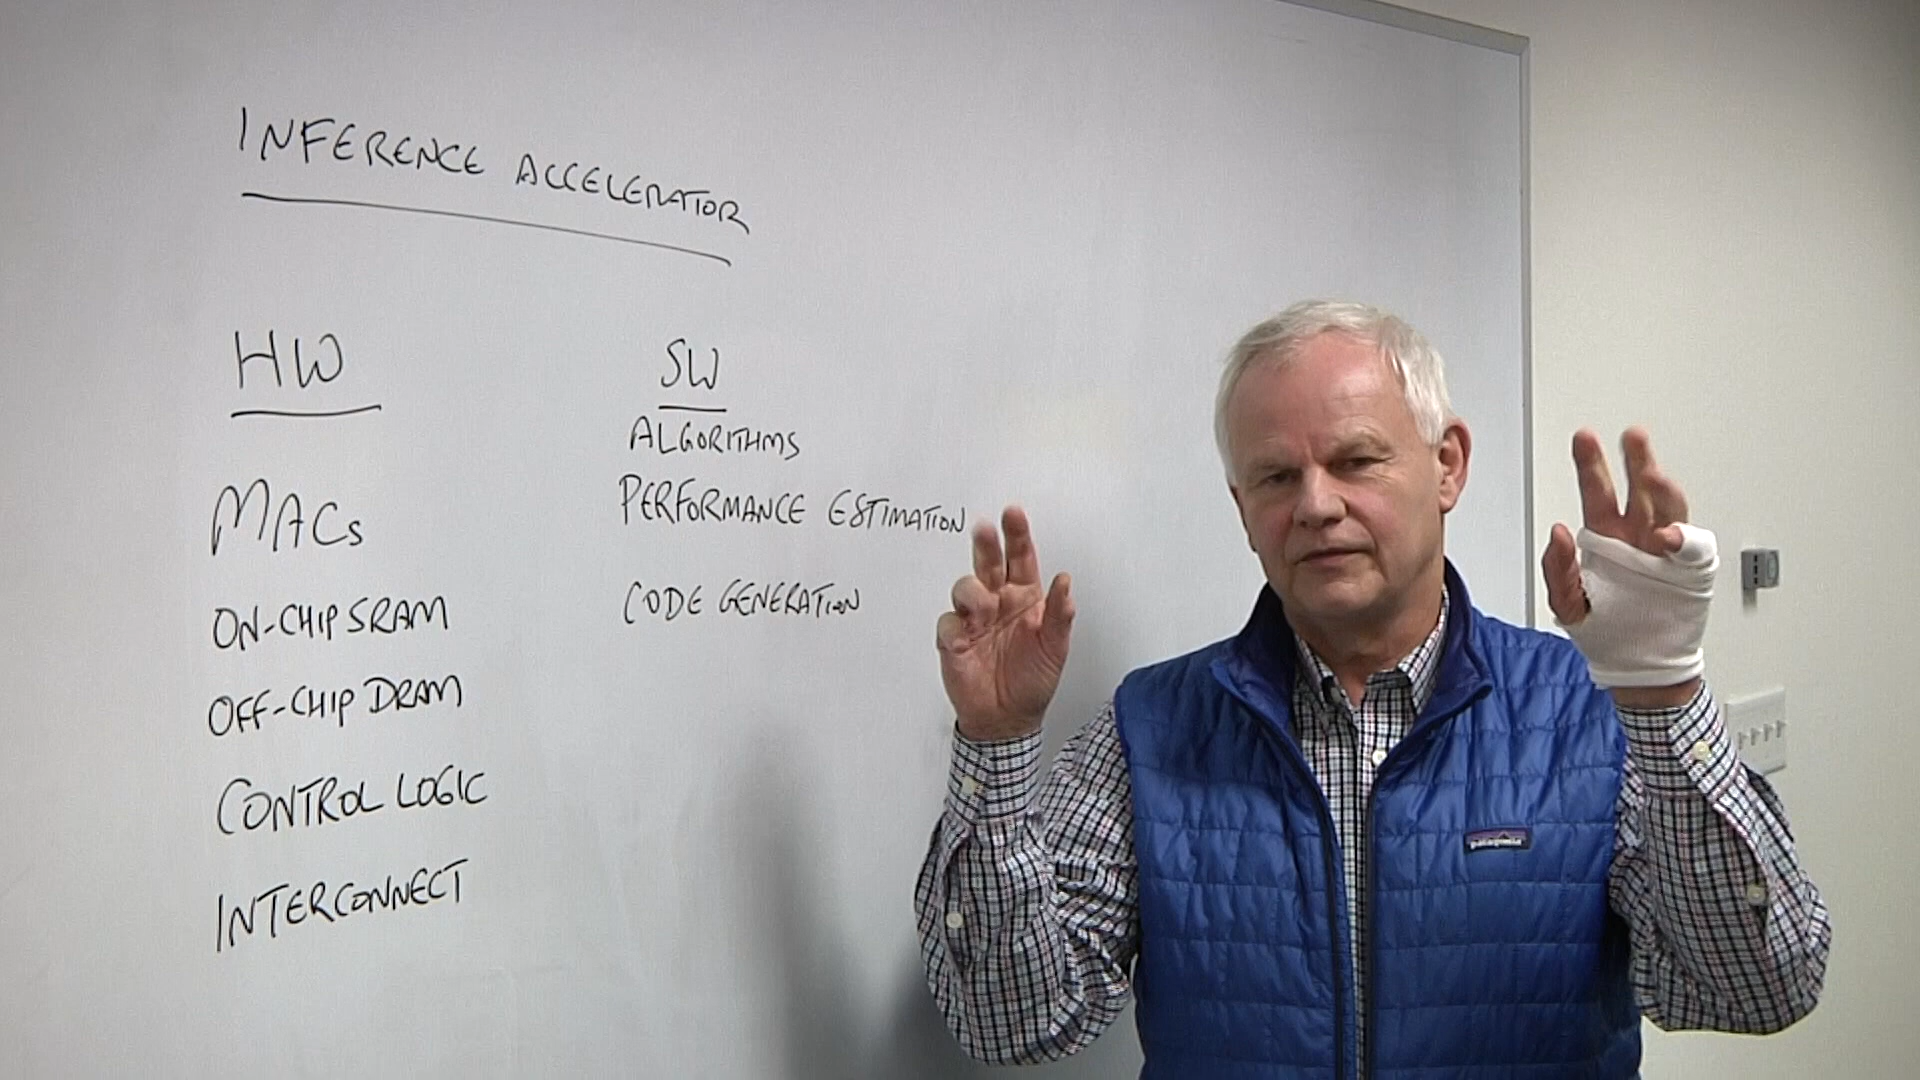 INFERENCE ACCELERATOR
HW
MACs
ON-CHIP SRAM
OFF-CHIP DRAM
CONTROL LOGIC
INTERCONNECT
SW
ALGORITHMS
PERFORMANCE ESTIMATION
CODE GENERATION
patagonia